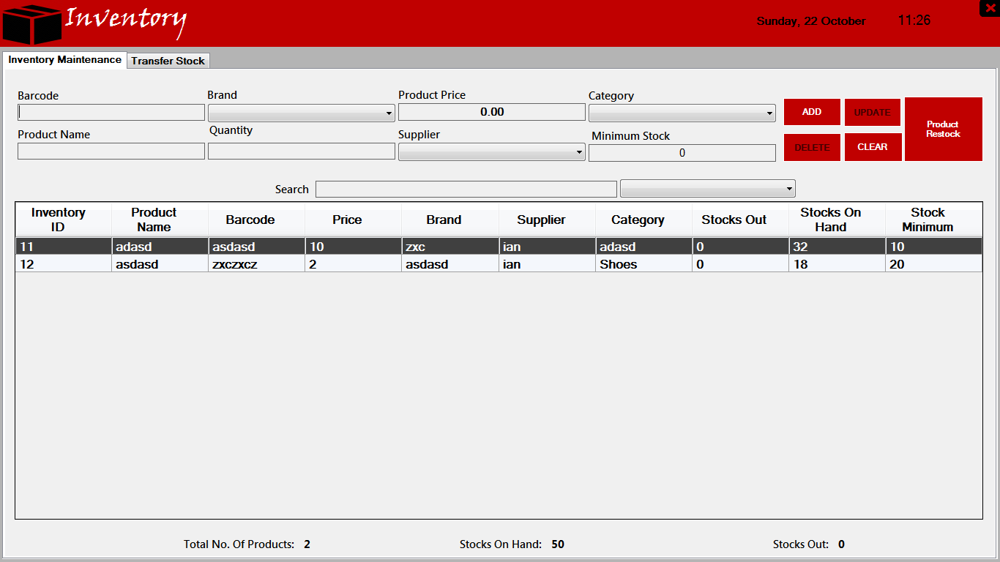 Inventory
Sunday, 22 October 11:26
Inventory Maintenance Transfer Stock
Barcode Brand Product Price Category
0.00
ADD UPDATE
Product Restock
Product Name Quantity Supplier Minimum Stock
0
DELETE CLEAR
Search
Inventory ID Product Name Barcode Price Brand Supplier Category Stocks Out Stocks On Hand Stock Minimum
11 adasd asdasd 10 zxc ian adasd 0 32 10
12 asdasd zxczxcz 2 asdasd ian Shoes 0 18 20
Total No. Of Products: 2 Stocks On Hand: 50 Stocks Out: 0